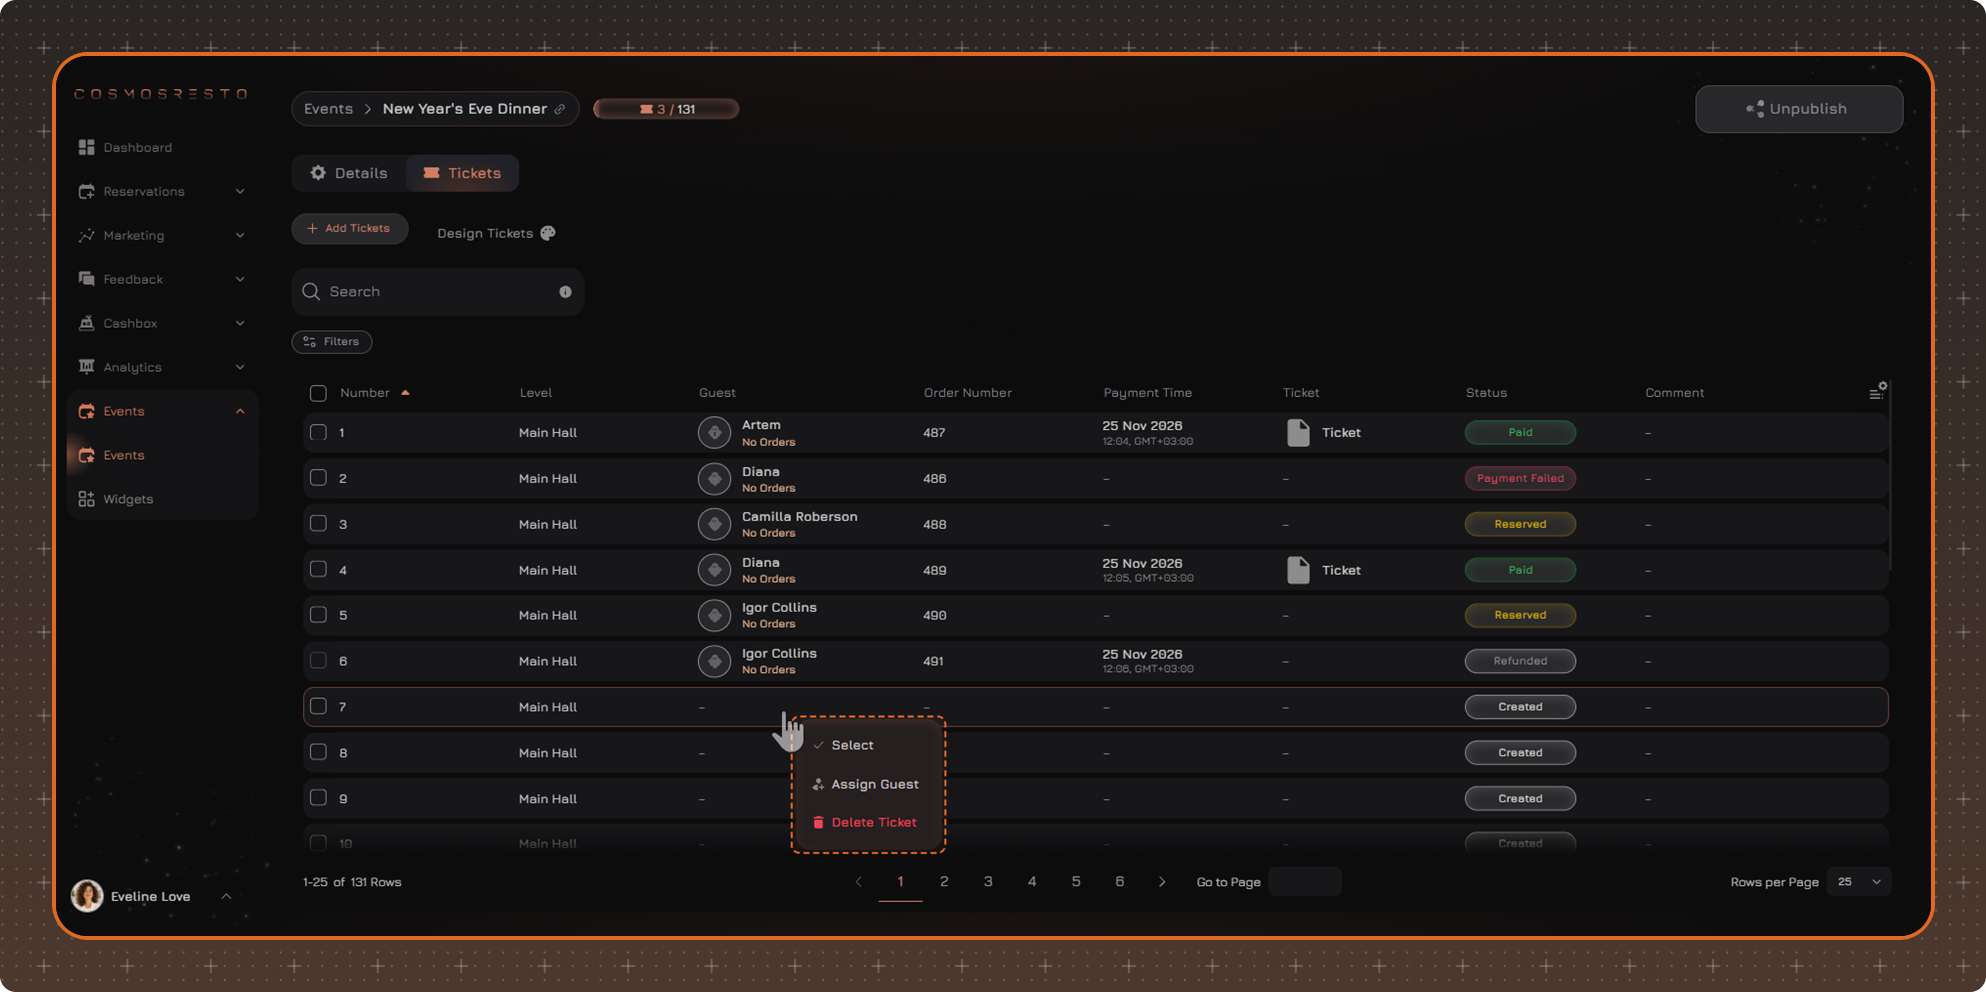 COSMOSRESTO
Events > New Year's Eve Dinner
3 / 131
Unpublish
Dashboard
Reservations
Marketing
Feedback
Cashbox
Analytics
Events
Events
Widgets
Details
Tickets
+ Add Tickets
Design Tickets
Search
Filters
Number Level Guest Order Number Payment Time Ticket Status Comment
1 Main Hall Artem 487 25 Nov 2026 Ticket Paid –
No Orders 12:04, GMT+03:00
2 Main Hall Diana 486 – – Payment Failed –
No Orders
3 Main Hall Camilla Roberson 488 – – Reserved –
No Orders
4 Main Hall Diana 489 25 Nov 2026 Ticket Paid –
No Orders 12:05, GMT+03:00
5 Main Hall Igor Collins 490 – – Reserved –
No Orders
6 Main Hall Igor Collins 491 25 Nov 2026 – Refunded –
No Orders 12:06, GMT+03:00
7 Main Hall – – – – Created –
8 Main Hall – – – Created –
9 Main Hall – – – Created –
10 Main Hall – – – Created –
Select
Assign Guest
Delete Ticket
1-25 of 131 Rows
< 1 2 3 4 5 6 >
Go to Page
Rows per Page 25
Eveline Love